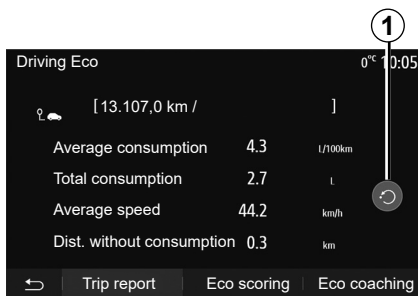 1
Driving Eco 0°C 10:05
[ 13.107,0 km / ]
Average consumption 4.3 L/100km
Total consumption 2.7 L
Average speed 44.2 km/h
Dist. without consumption 0.3 km
Trip report Eco scoring Eco coaching